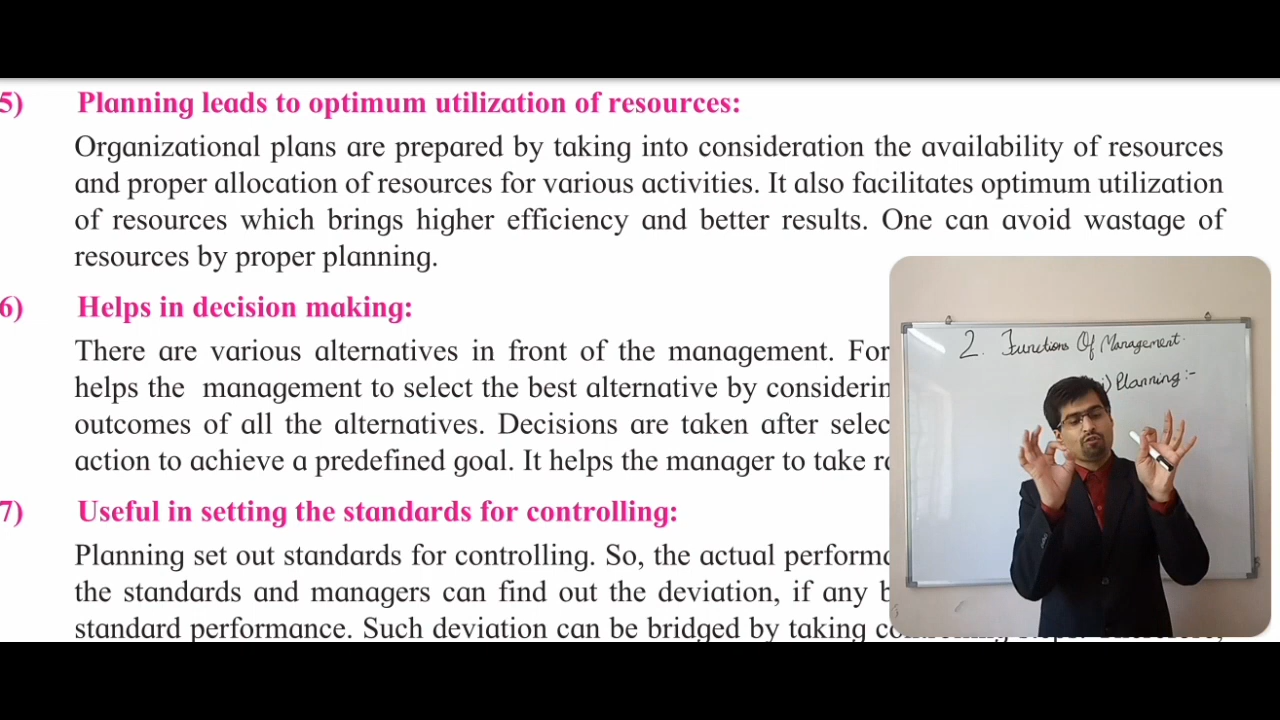 5) Planning leads to optimum utilization of resources:
Organizational plans are prepared by taking into consideration the availability of resources
and proper allocation of resources for various activities. It also facilitates optimum utilization
of resources which brings higher efficiency and better results. One can avoid wastage of
resources by proper planning.
6) Helps in decision making:
There are various alternatives in front of the management. For
helps the management to select the best alternative by considerin
outcomes of all the alternatives. Decisions are taken after selec
action to achieve a predefined goal. It helps the manager to take
7) Useful in setting the standards for controlling:
Planning set out standards for controlling. So, the actual performa
the standards and managers can find out the deviation, if any
standard performance. Such deviation can be bridged by taking
2. Functions Of Management.
Planning:-